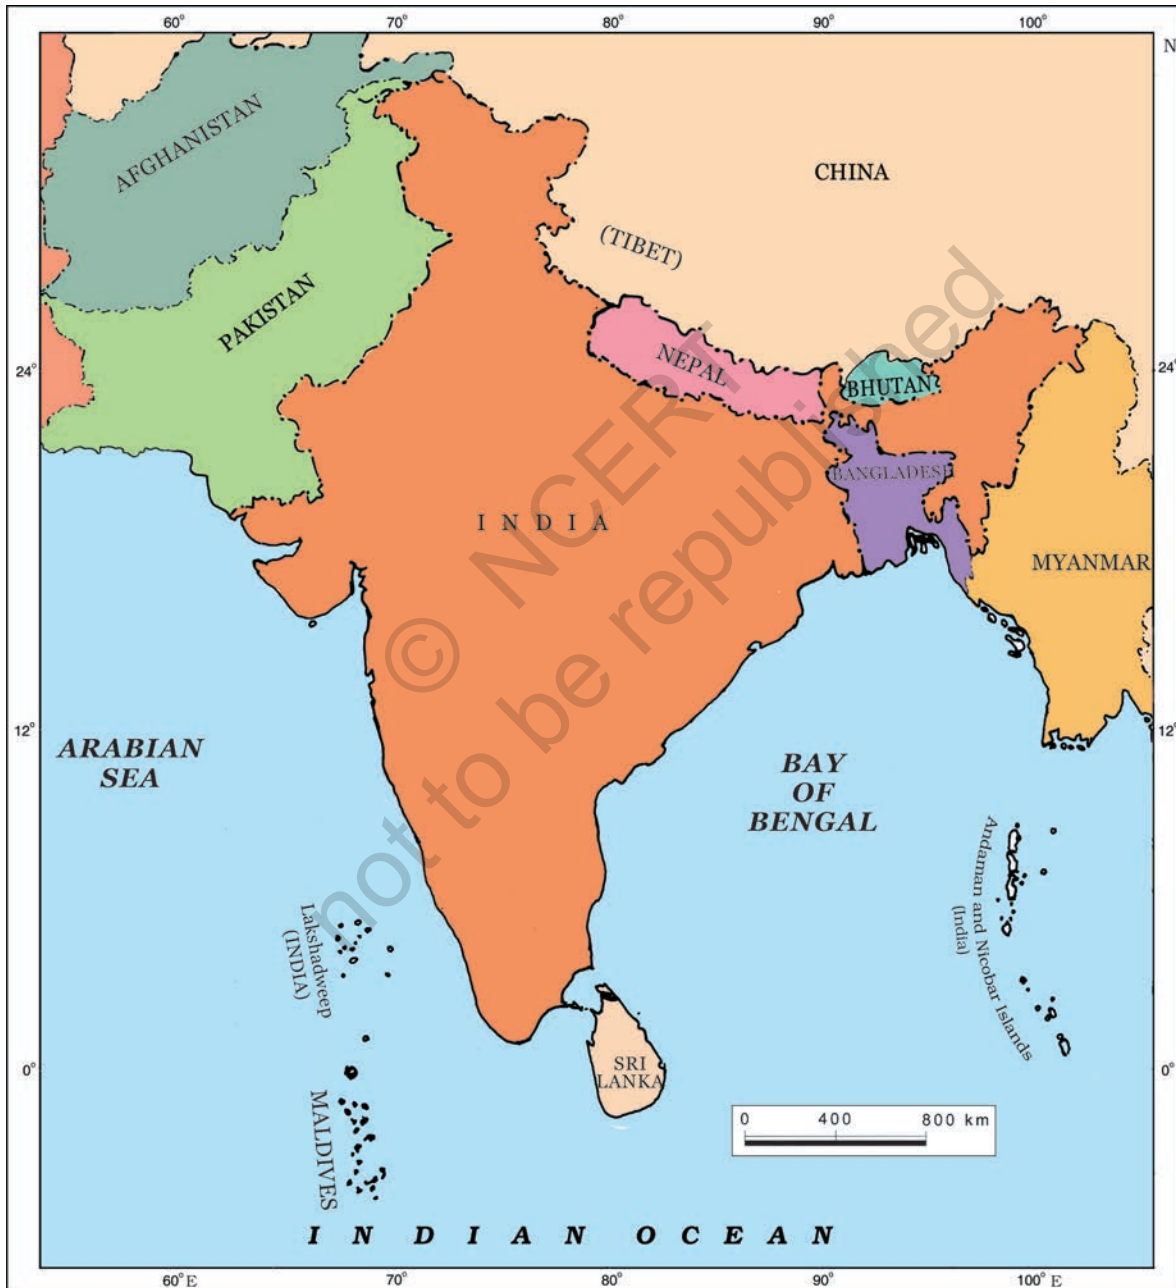 60°
70°
80°
90°
100°
N
AFGHANISTAN
CHINA
(TIBET)
PAKISTAN
24°
NEPAL
BHUTAN
24°
BANGLADESH
INDIA
MYANMAR
© NCERT
not to be republished
12°
12°
ARABIAN
SEA
BAY
OF
BENGAL
Andaman and Nicobar Islands
(India)
Lakshadweep
(INDIA)
0°
0°
SRI
LANKA
MALDIVES
0 400 800 km
INDIAN OCEAN
60°E
70°
80°
90°
100° E